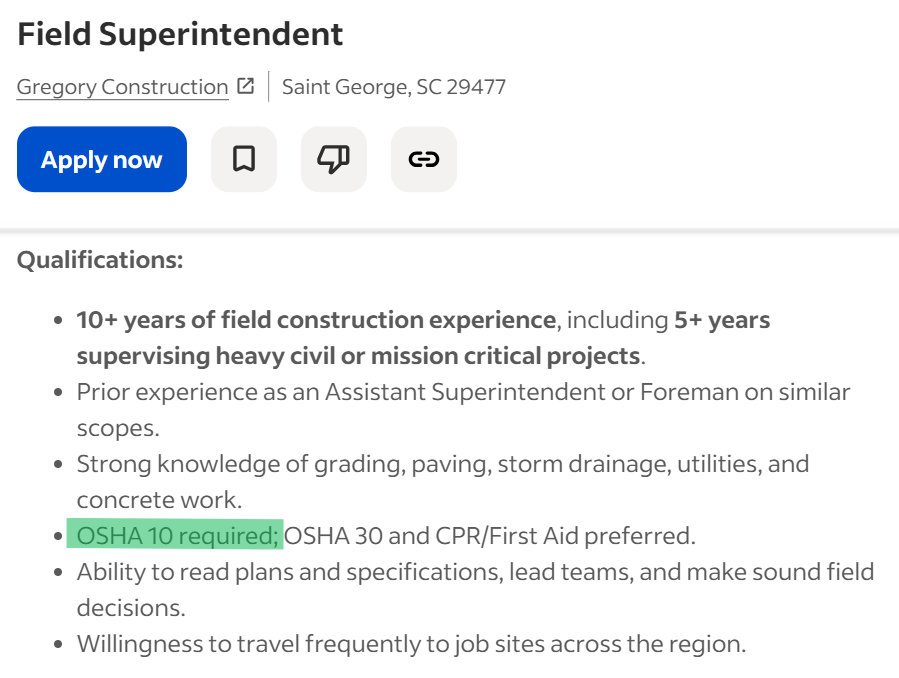 Field Superintendent
Gregory Construction Saint George, SC 29477
Apply now
Qualifications:
• 10+ years of field construction experience, including 5+ years
supervising heavy civil or mission critical projects.
• Prior experience as an Assistant Superintendent or Foreman on similar
scopes.
• Strong knowledge of grading, paving, storm drainage, utilities, and
concrete work.
• OSHA 10 required; OSHA 30 and CPR/First Aid preferred.
• Ability to read plans and specifications, lead teams, and make sound field
decisions.
• Willingness to travel frequently to job sites across the region.